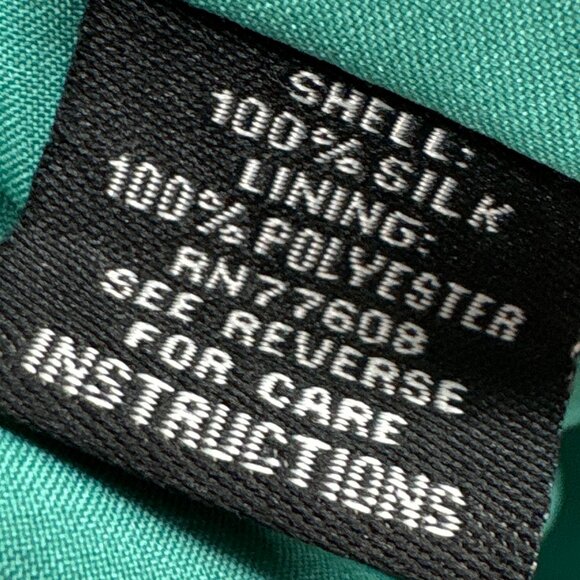 SHELL:
100% SILK
LINING:
100% POLYESTER
RN77608
SEE REVERSE
FOR CARE
INSTRUCTIONS